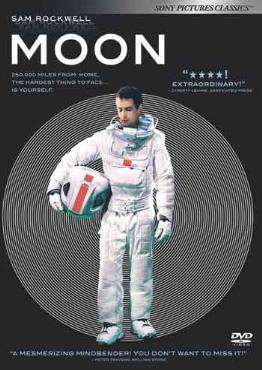 SONY PICTURES CLASSICS™
SAM ROCKWELL
MOON
250,000 MILES FROM HOME,
THE HARDEST THING TO FACE...
IS YOURSELF.
"★★★★!
EXTRAORDINARY!"
DVD
VIDEO
"A MESMERIZING MINDBENDER! YOU DON'T WANT TO MISS IT!"